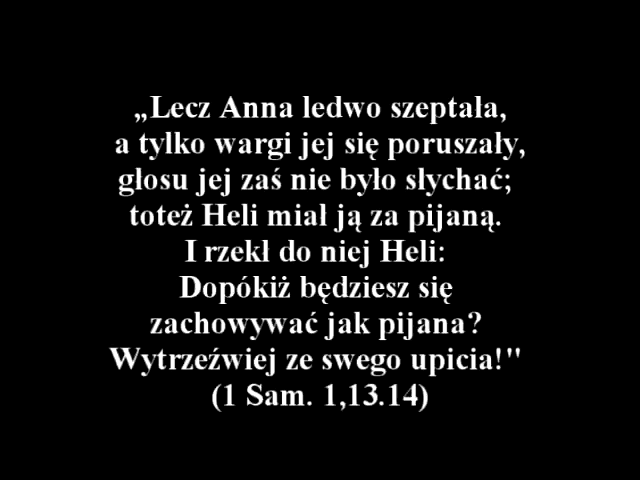 „Lecz Anna ledwo szeptała,
a tylko wargi jej się poruszały,
głosu jej zaś nie było słychać;
toteż Heli miał ją za pijaną.
I rzekł do niej Heli:
Dopókiż będziesz się
zachowywać jak pijana?
Wytrzeźwiej ze swego upicia!"
(1 Sam. 1,13.14)